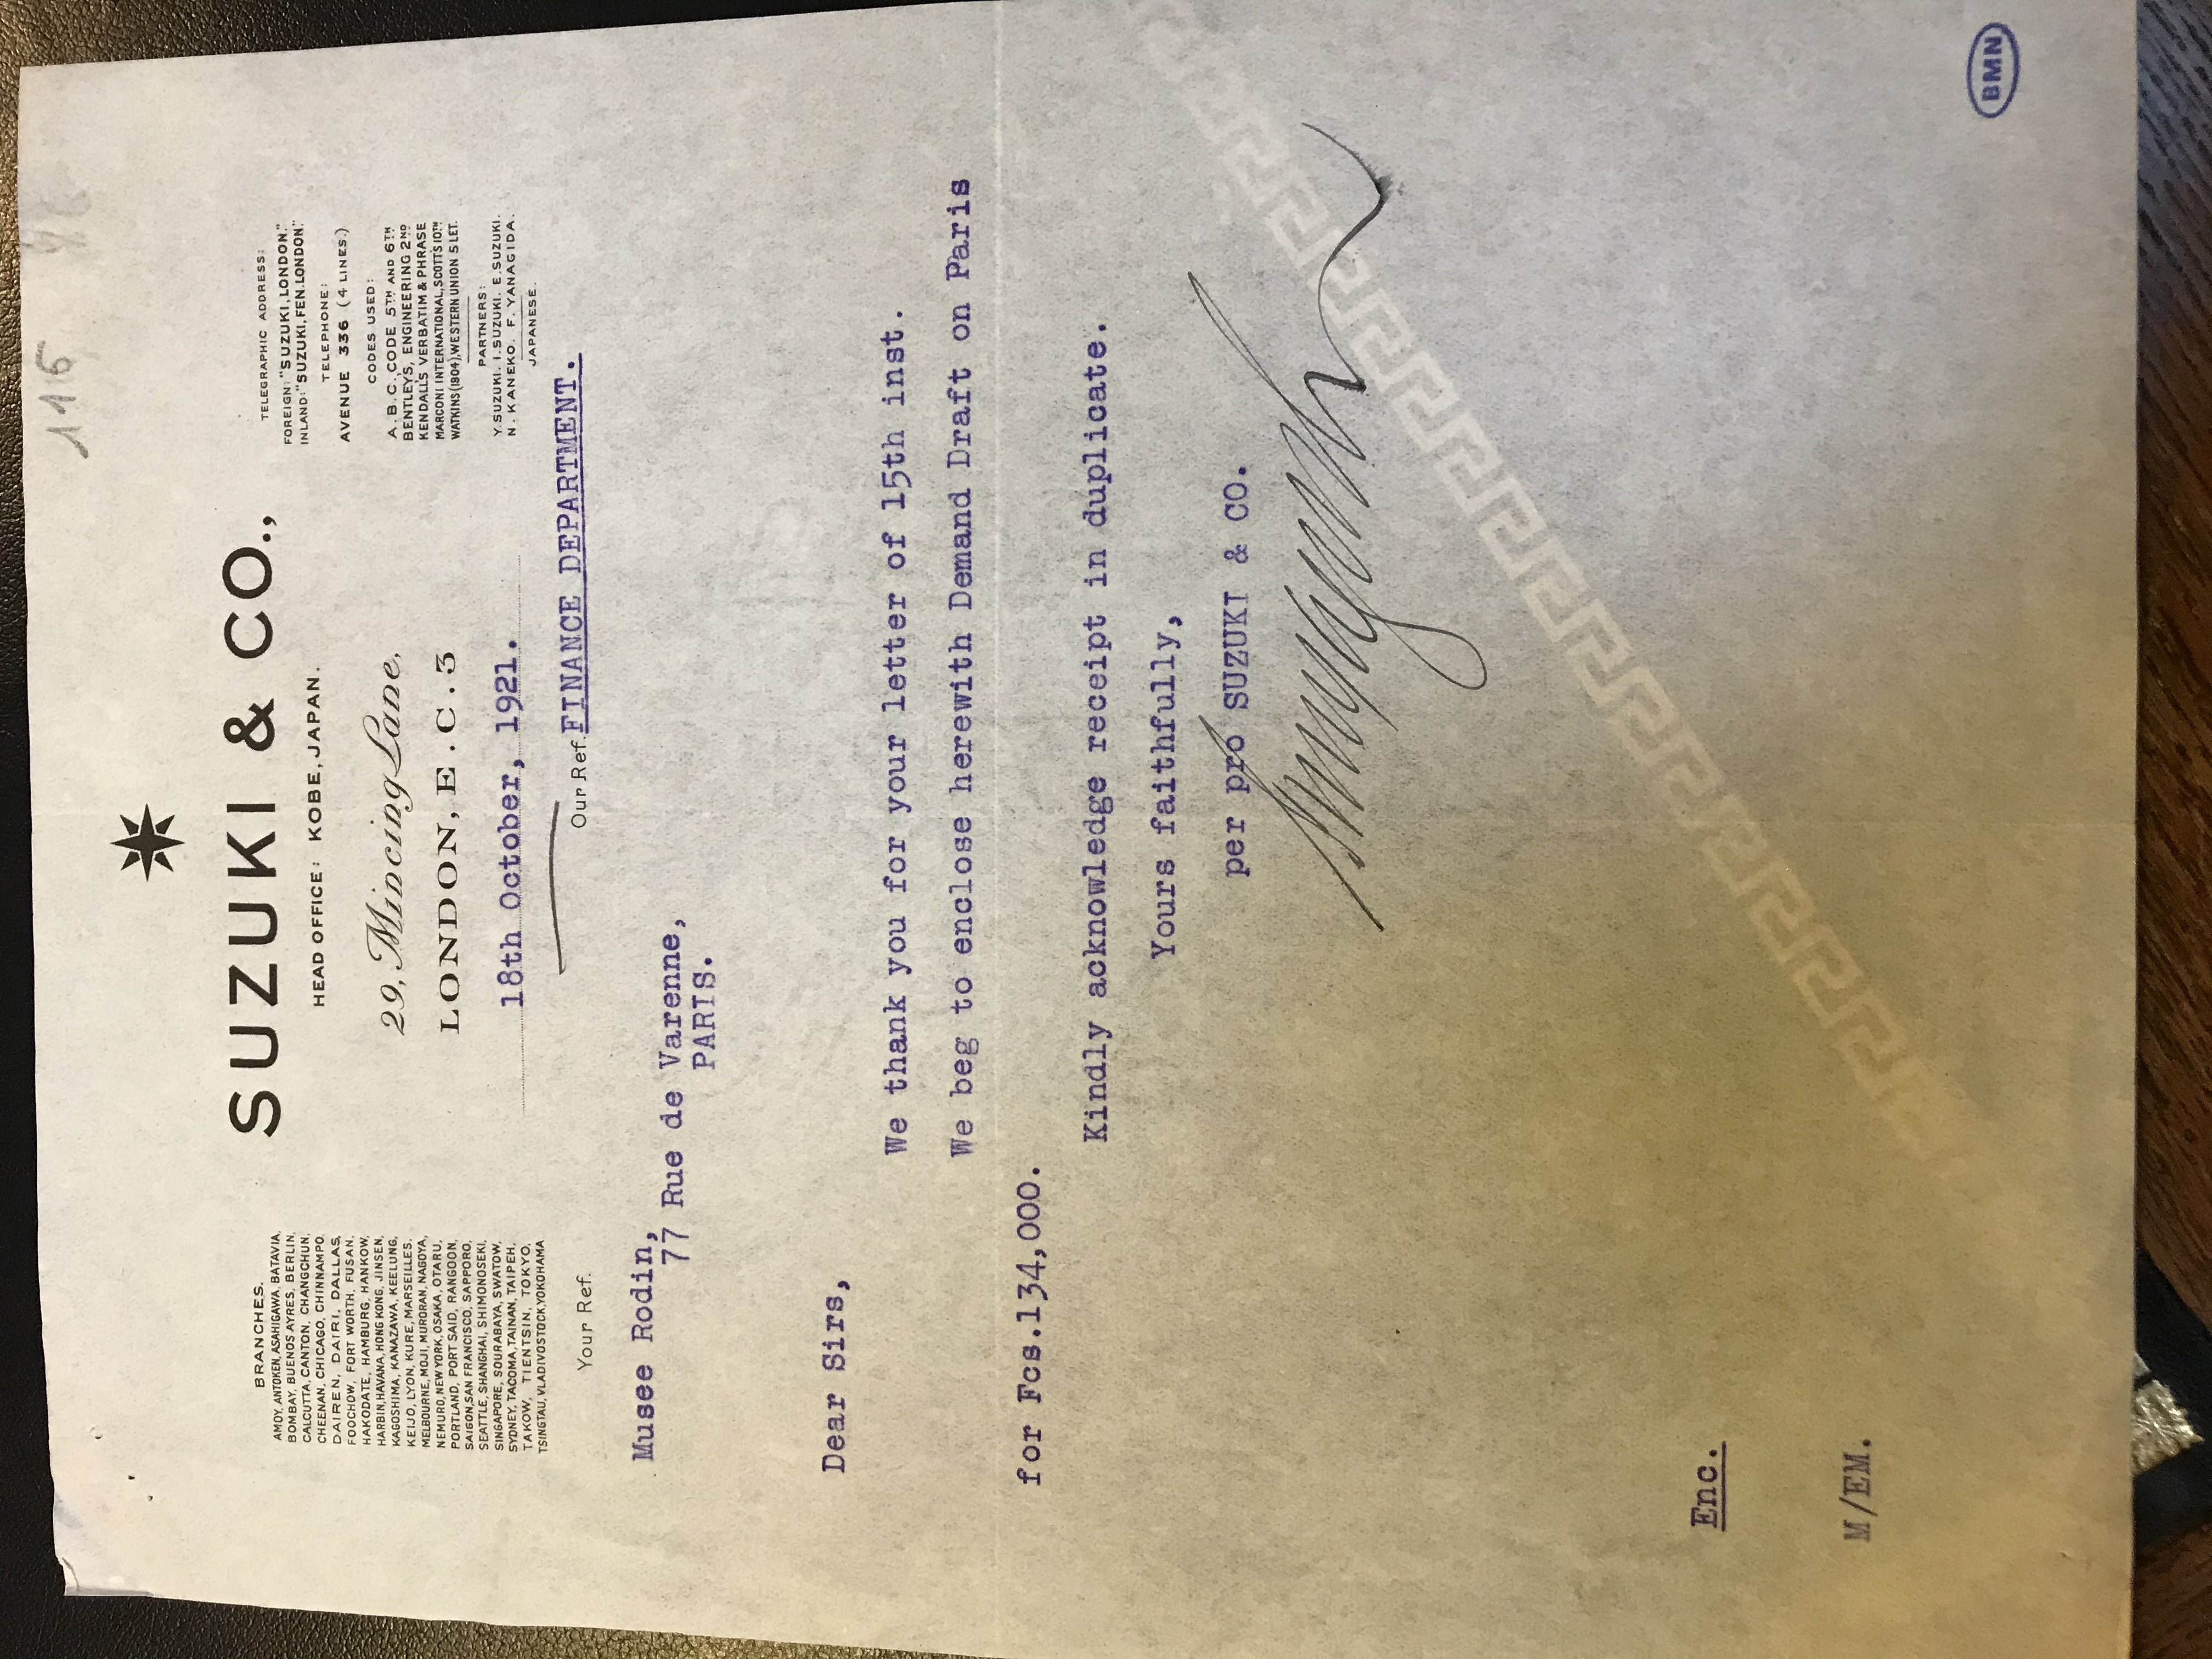 116
SUZUKI & CO.,
HEAD OFFICE: KOBE, JAPAN.
29, Mincing Lane,
LONDON, E.C.3
18th October, 1921.
BRANCHES.
AMOY, ANTOKEN, ASAHIGAWA, BATAVIA,
BOMBAY, BUENOS AYRES, BERLIN,
CALCUTTA, CANTON, CHANGCHUN,
CHEENAN, CHICAGO, CHINNAMPO,
DAIREN, DAIRI, DALLAS,
FOOCHOW, FORT WORTH, FUSAN,
HAKODATE, HAMBURG, HANKOW,
HARBIN, HAVANA, HONG KONG, JINSEN,
KAGOSHIMA, KANAZAWA, KEELUNG,
KEIJO, LYON, KURE, MARSEILLES,
MELBOURNE, MOJI, MURORAN, NAGOYA,
NEMURO, NEW YORK, OSAKA, OTARU,
PORTLAND, PORT SAID, RANGOON,
SAIGON, SAN FRANCISCO, SAPPORO,
SEATTLE, SHANGHAI, SHIMONOSEKI,
SINGAPORE, SOURABAYA, SWATOW,
SYDNEY, TACOMA, TAINAN, TAIPEH,
TAKOW, TIENTSIN, TOKYO,
TSINGTAU, VLADIVOSTOCK, YOKOHAMA
TELEGRAPHIC ADDRESS:
FOREIGN: "SUZUKI, LONDON."
INLAND: "SUZUKI, FEN. LONDON."
TELEPHONE:
AVENUE 336 (4 LINES.)
CODES USED:
A.B.C. CODE 5TH AND 6TH
BENTLEY'S, ENGINEERING 2ND
KENDALL'S VERBATIM & PHRASE
MARCONI INTERNATIONAL, SCOTT'S 10TH
WATKINS (1904), WESTERN UNION 5 LET.
PARTNERS:
Y. SUZUKI. I. SUZUKI. E. SUZUKI.
N. KANEKO. F. YANAGIDA.
JAPANESE.
Your Ref.
Our Ref. FINANCE DEPARTMENT.
Musee Rodin,
77 Rue de Varenne,
PARIS.
Dear Sirs,
We thank you for your letter of 15th inst.
We beg to enclose herewith Demand Draft on Paris
for Fcs.134,000.
Kindly acknowledge receipt in duplicate.
Yours faithfully,
per pro SUZUKI & CO.
Enc.
M/EM.
BMN